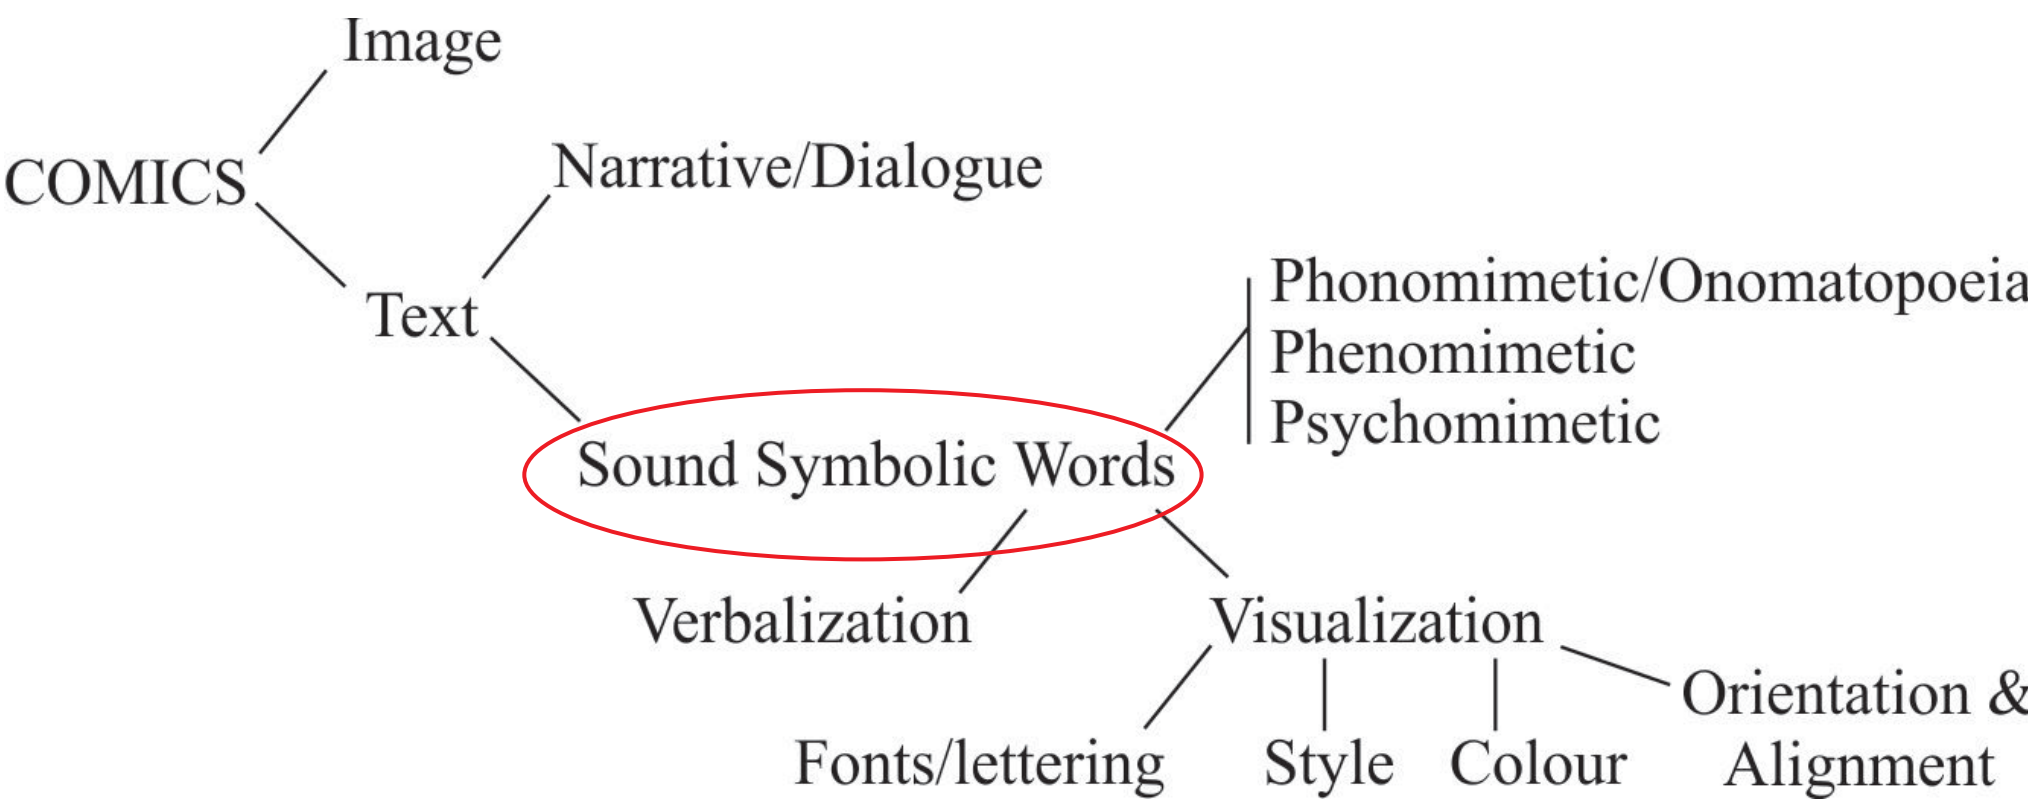 Image
COMICS
Narrative/Dialogue
Text
Phonomimetic/Onomatopoeia
Phenomimetic
Psychomimetic
Sound Symbolic Words
Verbalization
Visualization
Orientation &
Alignment
Fonts/lettering
Style
Colour